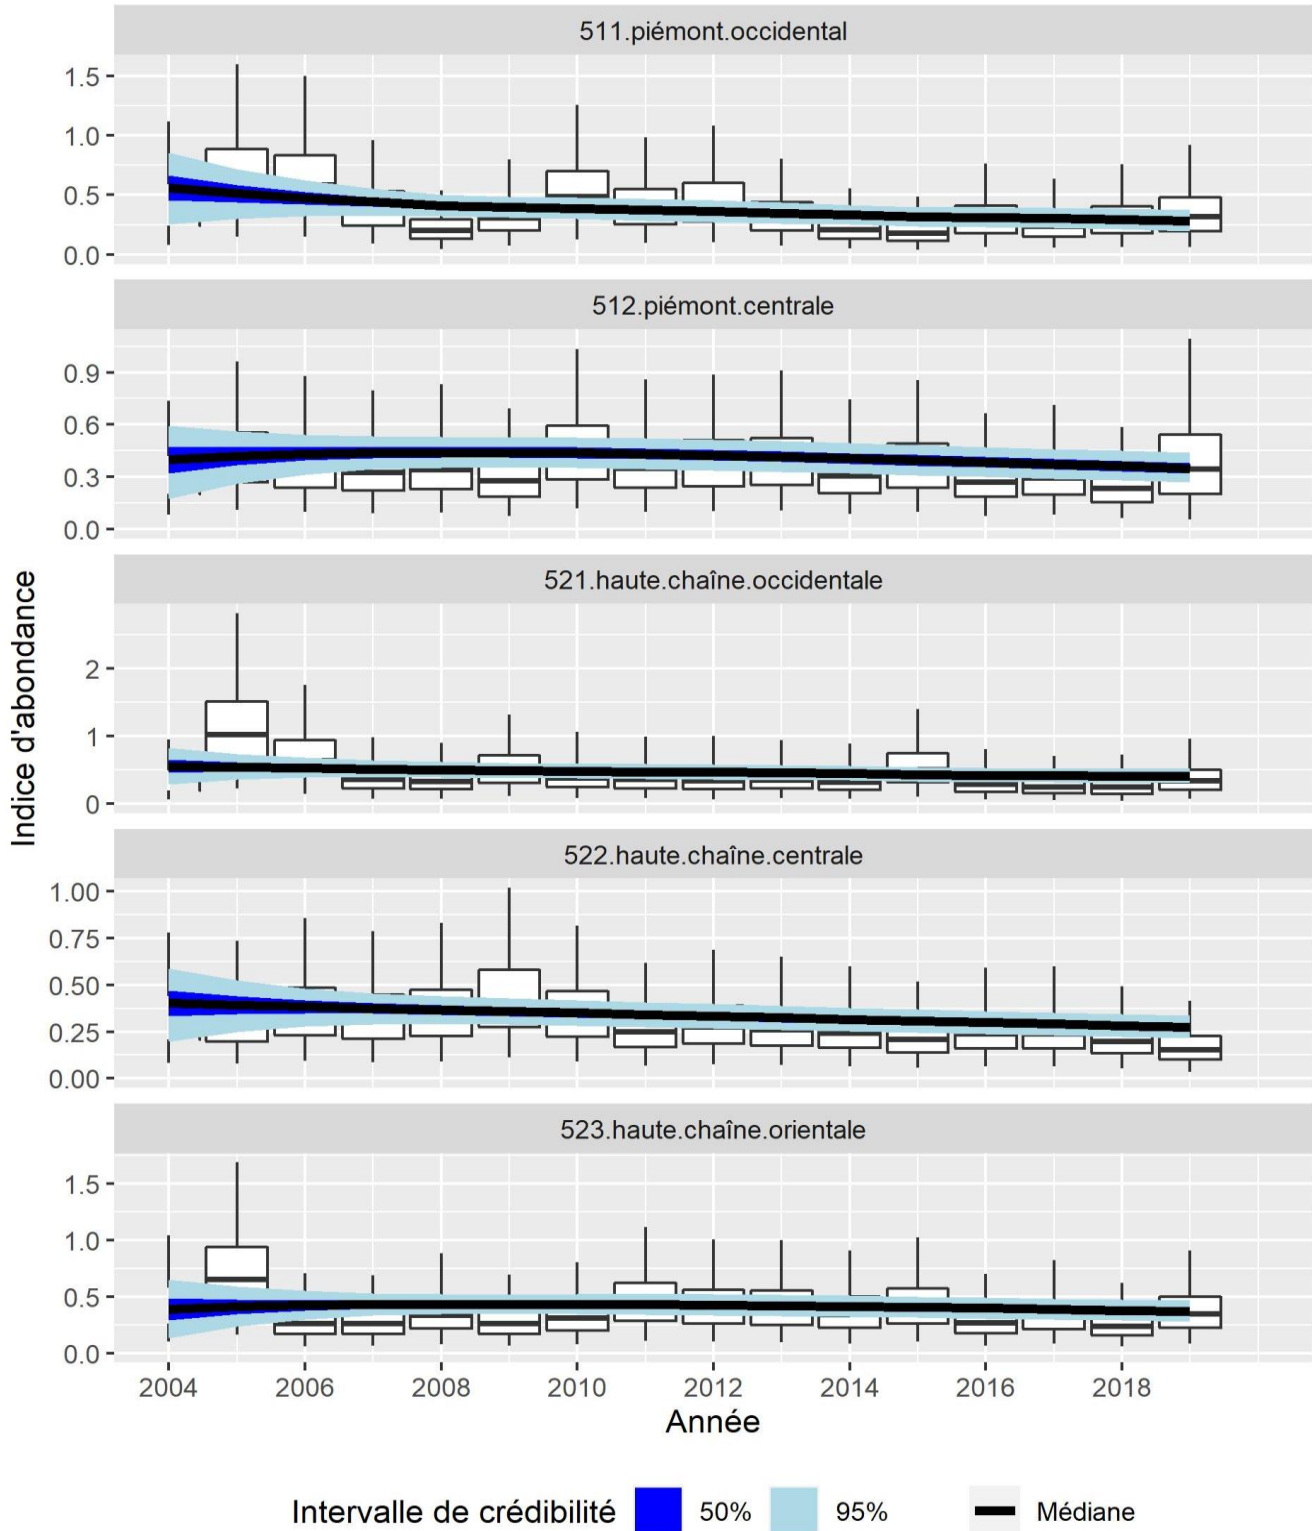 511.piémont.occidental
1.5
1.0
0.5
0.0
512.piémont.centrale
0.9
0.6
0.3
0.0
521.haute.chaîne.occidentale
2
1
0
Indice d'abondance
522.haute.chaîne.centrale
1.00
0.75
0.50
0.25
0.00
523.haute.chaîne.orientale
1.5
1.0
0.5
0.0
2004 2006 2008 2010 2012 2014 2016 2018
Année
Intervalle de crédibilité 50% 95% Médiane